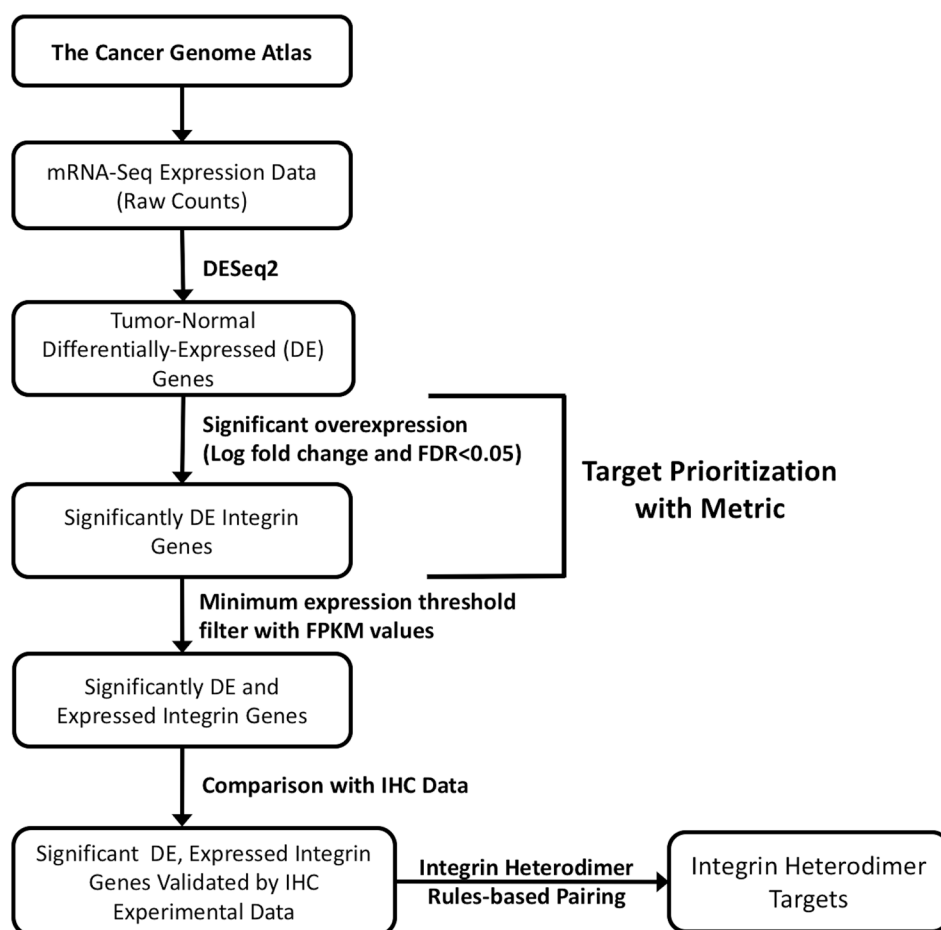 The Cancer Genome Atlas
mRNA-Seq Expression Data
(Raw Counts)
DESeq2
Tumor-Normal
Differentially-Expressed (DE)
Genes
Significant overexpression
(Log fold change and FDR<0.05)
Target Prioritization
with Metric
Significantly DE Integrin
Genes
Minimum expression threshold
filter with FPKM values
Significantly DE and
Expressed Integrin Genes
Comparison with IHC Data
Significant DE, Expressed Integrin
Genes Validated by IHC
Experimental Data
Integrin Heterodimer
Rules-based Pairing
Integrin Heterodimer
Targets